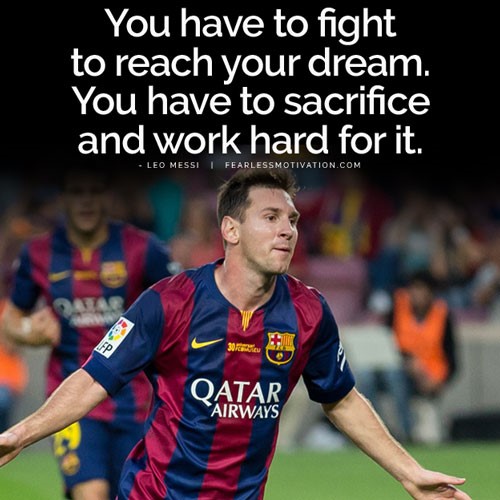 You have to fight
to reach your dream.
You have to sacrifice
and work hard for it.
- LEO MESSI | FEARLESSMOTIVATION.COM
QATAR
AIRWAYS
QATAR
LFP